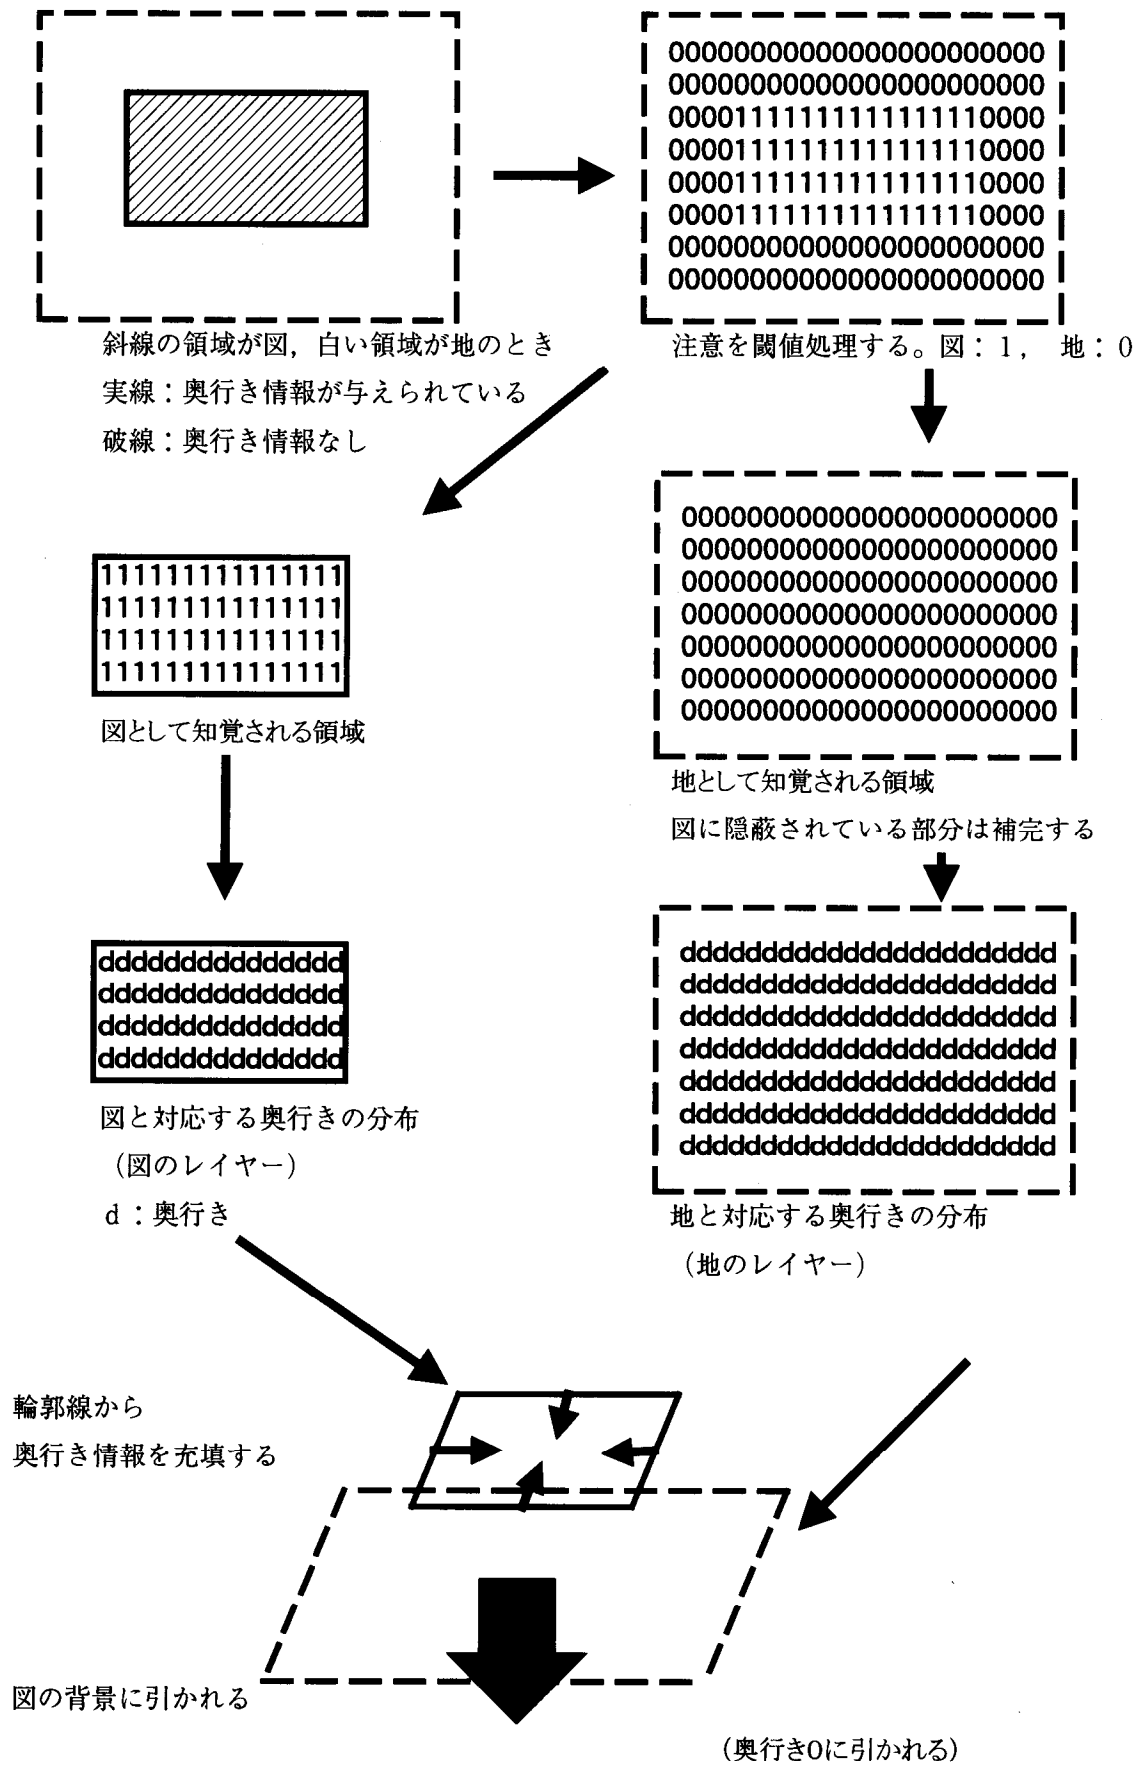 00000000000000000000000
00000000000000000000000
00001111111111111110000
00001111111111111110000
00001111111111111110000
00001111111111111110000
00000000000000000000000
00000000000000000000000
斜線の領域が図，白い領域が地のとき
実線：奥行き情報が与えられている
破線：奥行き情報なし
注意を閾値処理する。図：１， 地：０
111111111111111
111111111111111
111111111111111
111111111111111
図として知覚される領域
00000000000000000000000
00000000000000000000000
00000000000000000000000
00000000000000000000000
00000000000000000000000
00000000000000000000000
00000000000000000000000
地として知覚される領域
図に隠蔽されている部分は補完する
ddddddddddddddd
ddddddddddddddd
ddddddddddddddd
ddddddddddddddd
図と対応する奥行きの分布
（図のレイヤー）
ｄ：奥行き
ddddddddddddddddddddddd
ddddddddddddddddddddddd
ddddddddddddddddddddddd
ddddddddddddddddddddddd
ddddddddddddddddddddddd
ddddddddddddddddddddddd
ddddddddddddddddddddddd
地と対応する奥行きの分布
（地のレイヤー）
輪郭線から
奥行き情報を充填する
図の背景に引かれる
（奥行き0に引かれる）